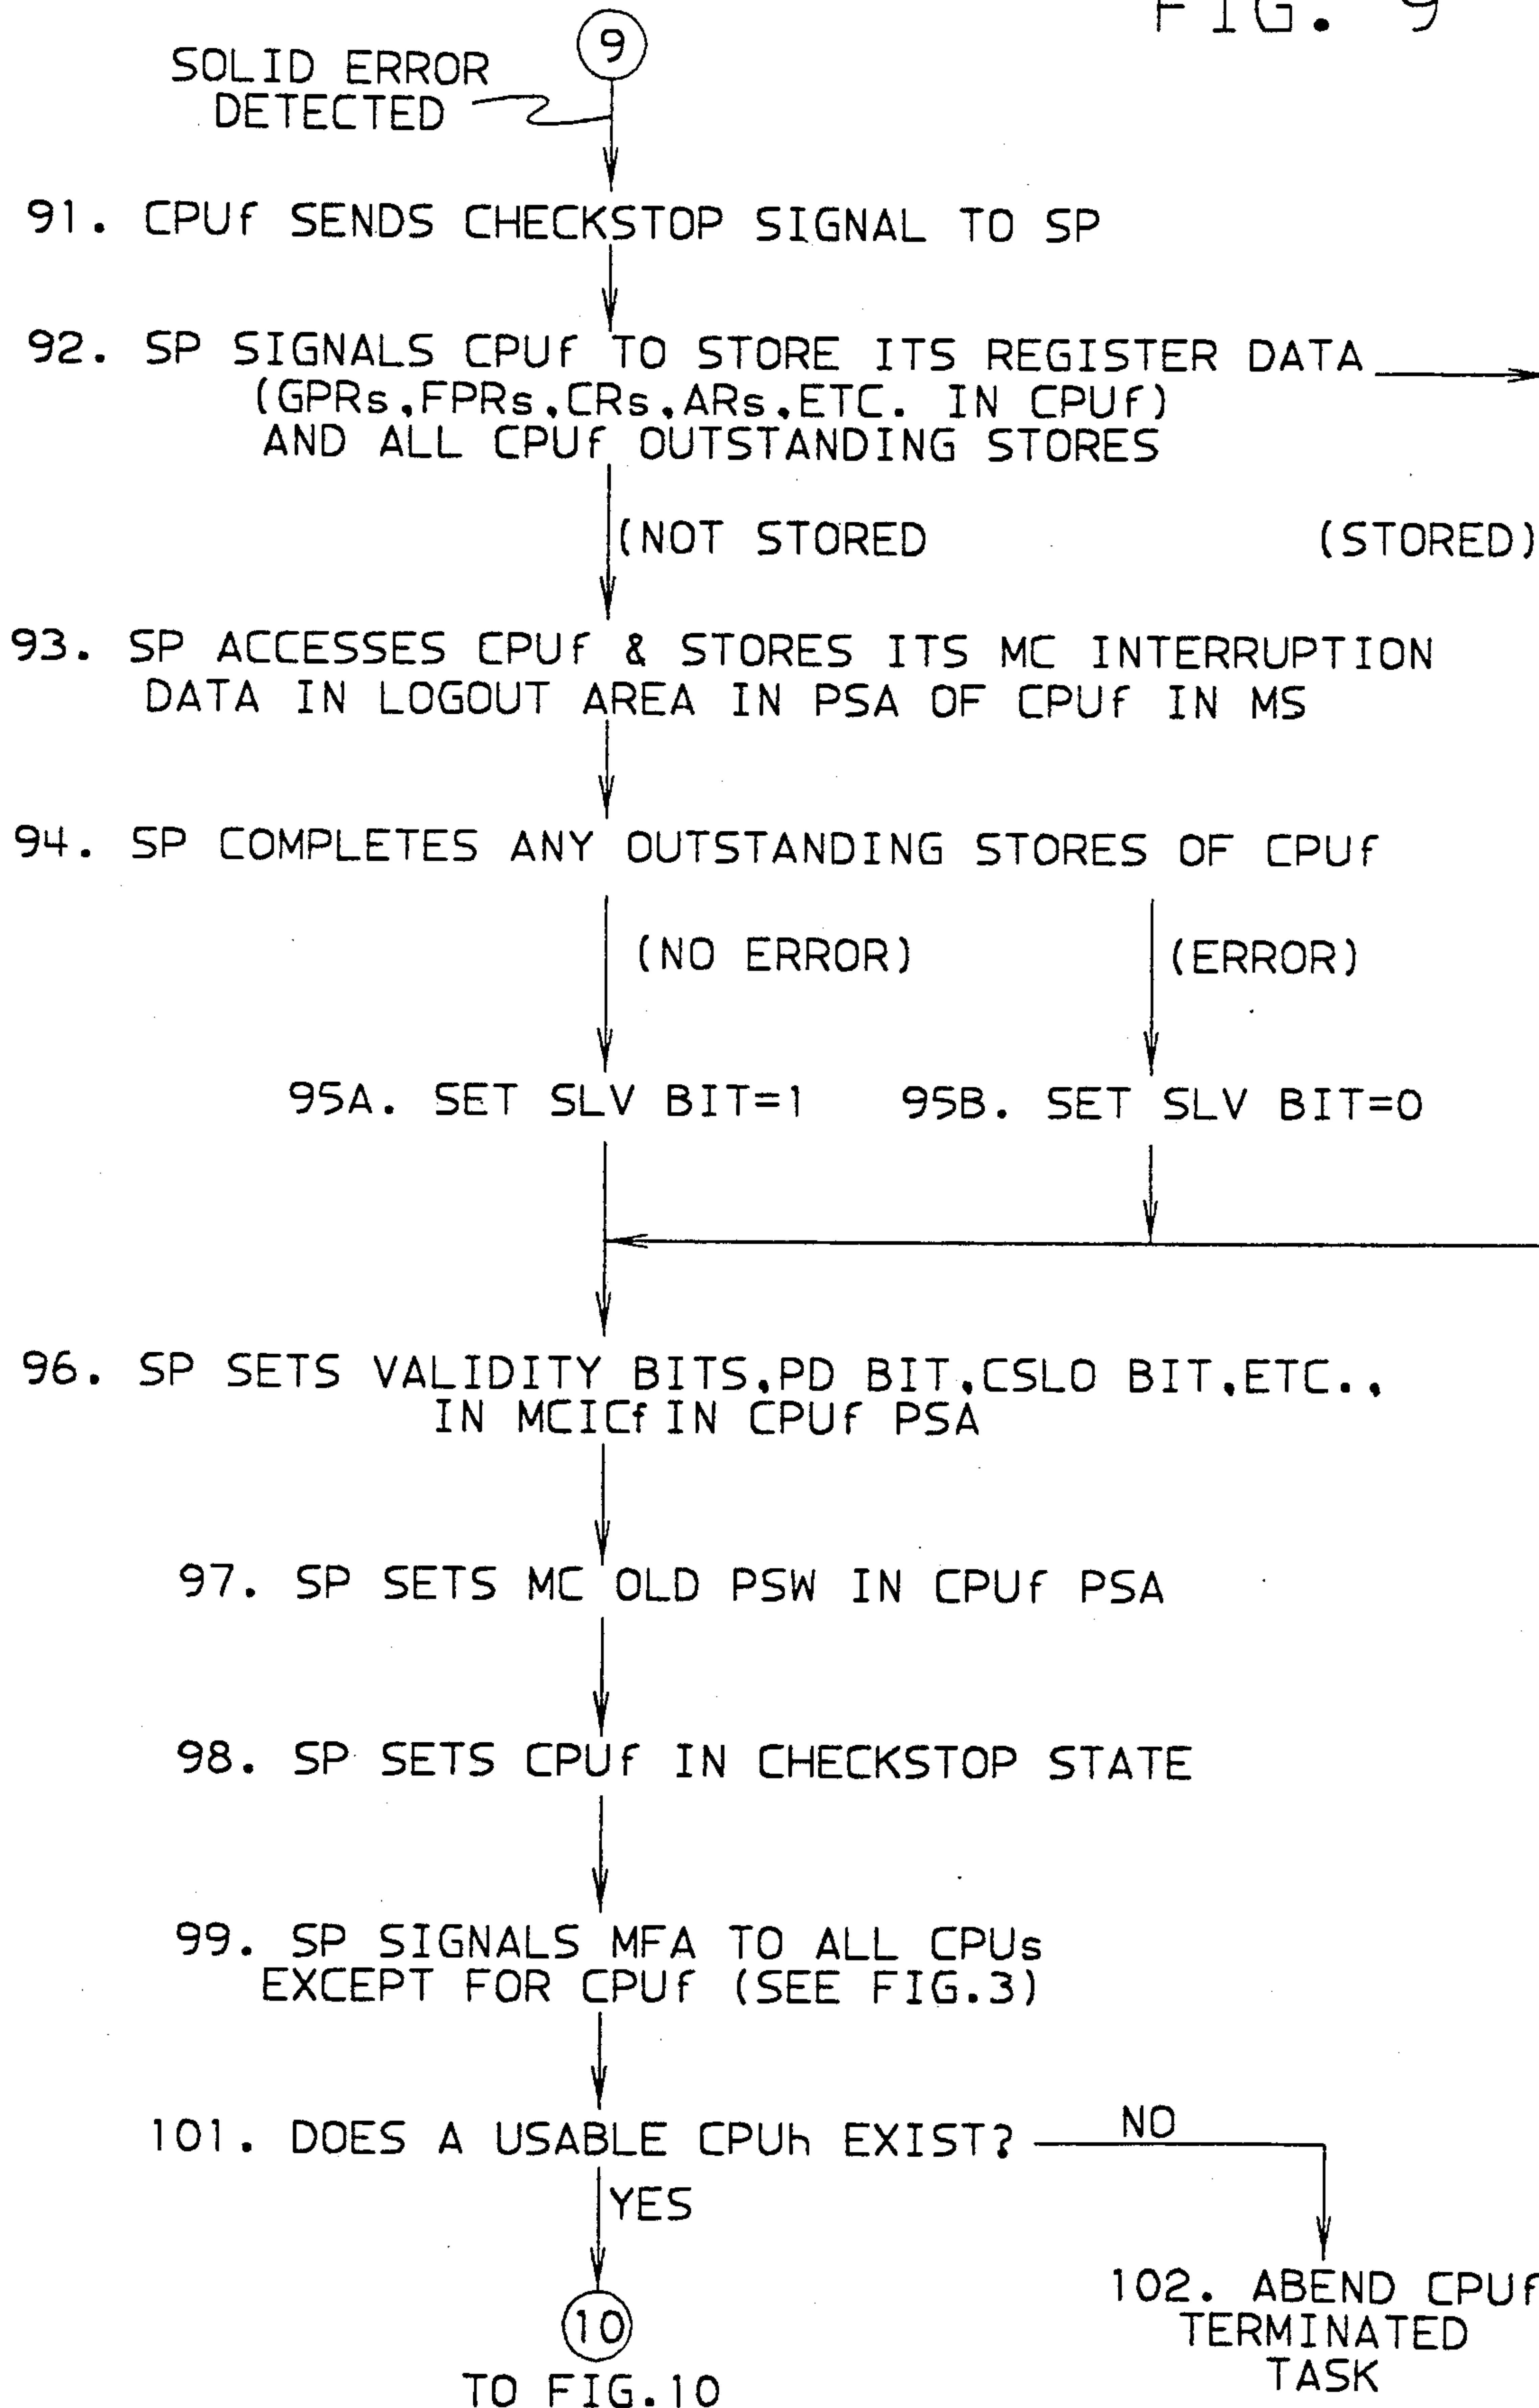 FIG. 9
9
SOLID ERROR
DETECTED
91. CPUf SENDS CHECKSTOP SIGNAL TO SP
92. SP SIGNALS CPUf TO STORE ITS REGISTER DATA
(GPRs,FPRs,CRs,ARs,ETC. IN CPUf)
AND ALL CPUf OUTSTANDING STORES
(NOT STORED (STORED)
93. SP ACCESSES CPUf & STORES ITS MC INTERRUPTION
DATA IN LOGOUT AREA IN PSA OF CPUf IN MS
94. SP COMPLETES ANY OUTSTANDING STORES OF CPUf
(NO ERROR) (ERROR)
95A. SET SLV BIT=1 95B. SET SLV BIT=0
96. SP SETS VALIDITY BITS,PD BIT,CSLO BIT,ETC.,
IN MCICf IN CPUf PSA
97. SP SETS MC OLD PSW IN CPUf PSA
98. SP SETS CPUf IN CHECKSTOP STATE
99. SP SIGNALS MFA TO ALL CPUs
EXCEPT FOR CPUf (SEE FIG.3)
101. DOES A USABLE CPUh EXIST? NO
YES
102. ABEND CPUf
TERMINATED
TASK
10
TO FIG.10